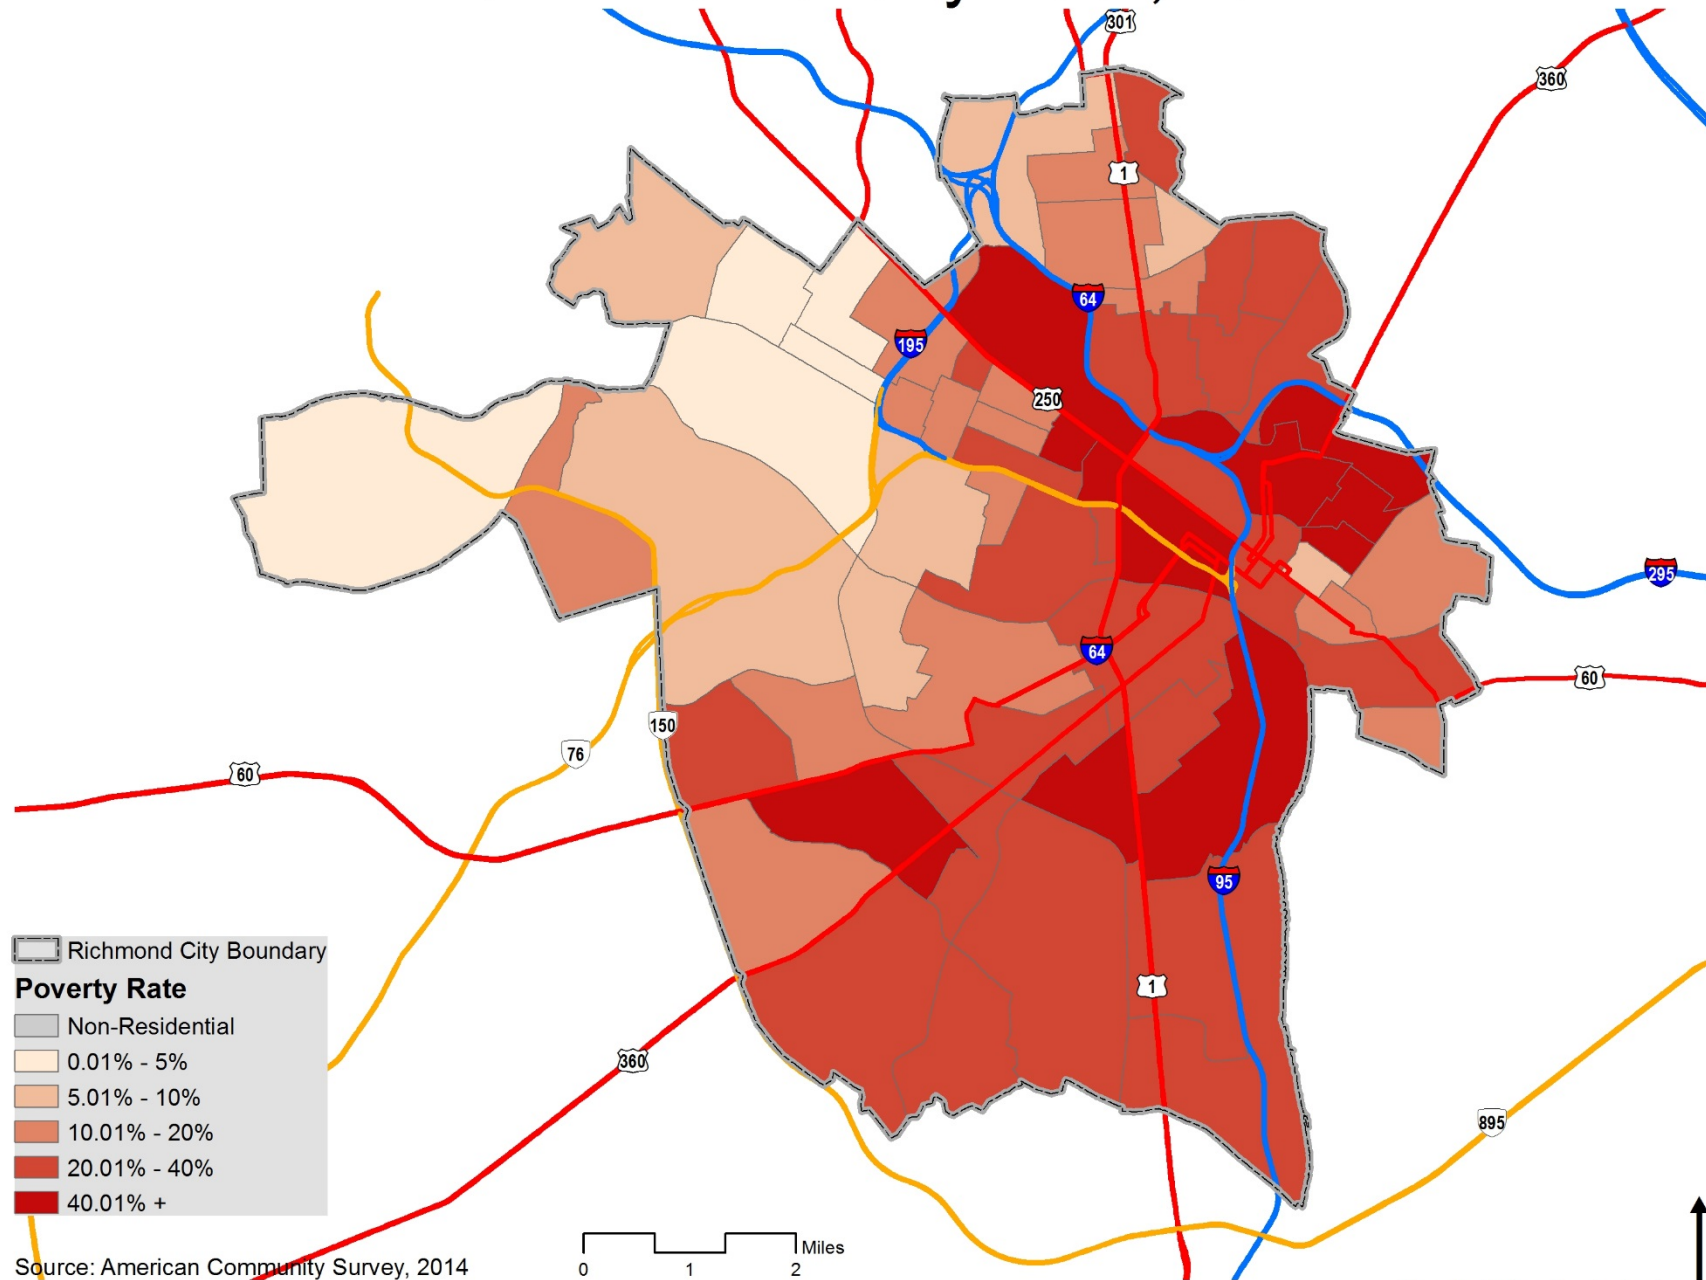 301
360
1
64
195
250
295
64
60
150
76
60
95
1
360
895
Richmond City Boundary
Poverty Rate
Non-Residential
0.01% - 5%
5.01% - 10%
10.01% - 20%
20.01% - 40%
40.01% +
Miles
0 1 2
Source: American Community Survey, 2014